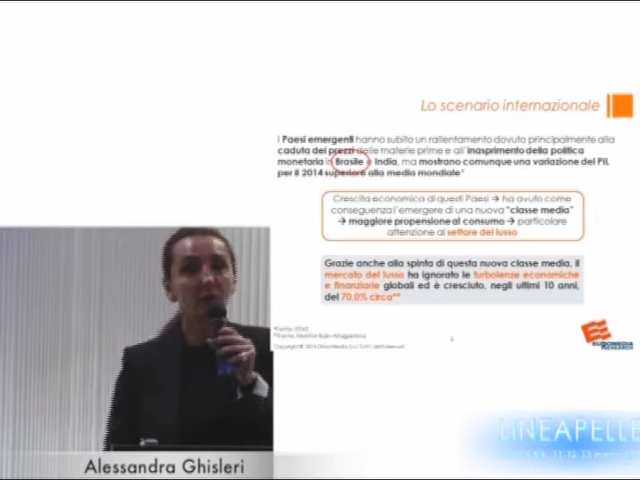 Lo scenario internazionale
I Paesi emergenti hanno subito un rallentamento dovuto principalmente alla
caduta dei prezzi delle materie prime e all'inasprimento della politica
monetaria in Brasile e India, ma mostrano comunque una variazione del PIL
per il 2014 superiore alla media mondiale*
Crescita economica di questi Paesi → ha avuto come
conseguenza l'emergere di una nuova "classe media"
→ maggiore propensione al consumo → particolare
attenzione al settore del lusso
Grazie anche alla spinta di questa nuova classe media, il
mercato del lusso ha ignorato le turbolenze economiche
e finanziarie globali ed è cresciuto, negli ultimi 10 anni,
del 70,0% circa**
EUROMEDIA
RESEARCH
LINEAPELLE
Alessandra Ghisleri